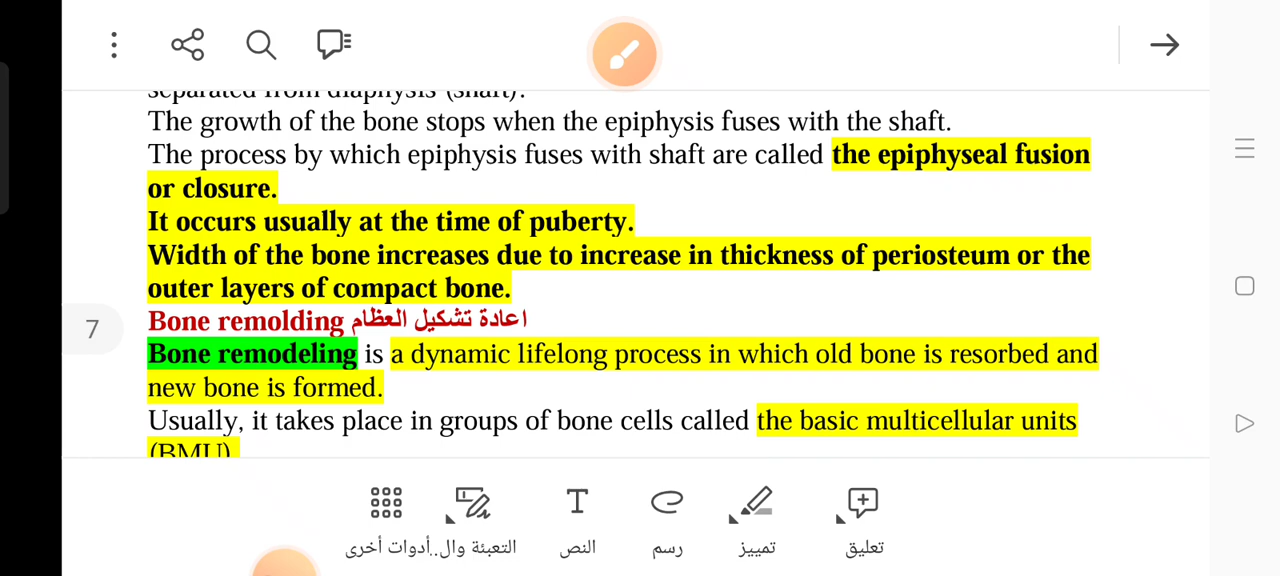 separated from diaphysis (shaft).
The growth of the bone stops when the epiphysis fuses with the shaft.
The process by which epiphysis fuses with shaft are called the epiphyseal fusion
or closure.
It occurs usually at the time of puberty.
Width of the bone increases due to increase in thickness of periosteum or the
outer layers of compact bone.
7
Bone remolding اعادة تشكيل العظام
Bone remodeling is a dynamic lifelong process in which old bone is resorbed and
new bone is formed.
Usually, it takes place in groups of bone cells called the basic multicellular units
(BMU).
تعليق
تمييز
رسم
النص
التعبئة وال..
أدوات أخرى